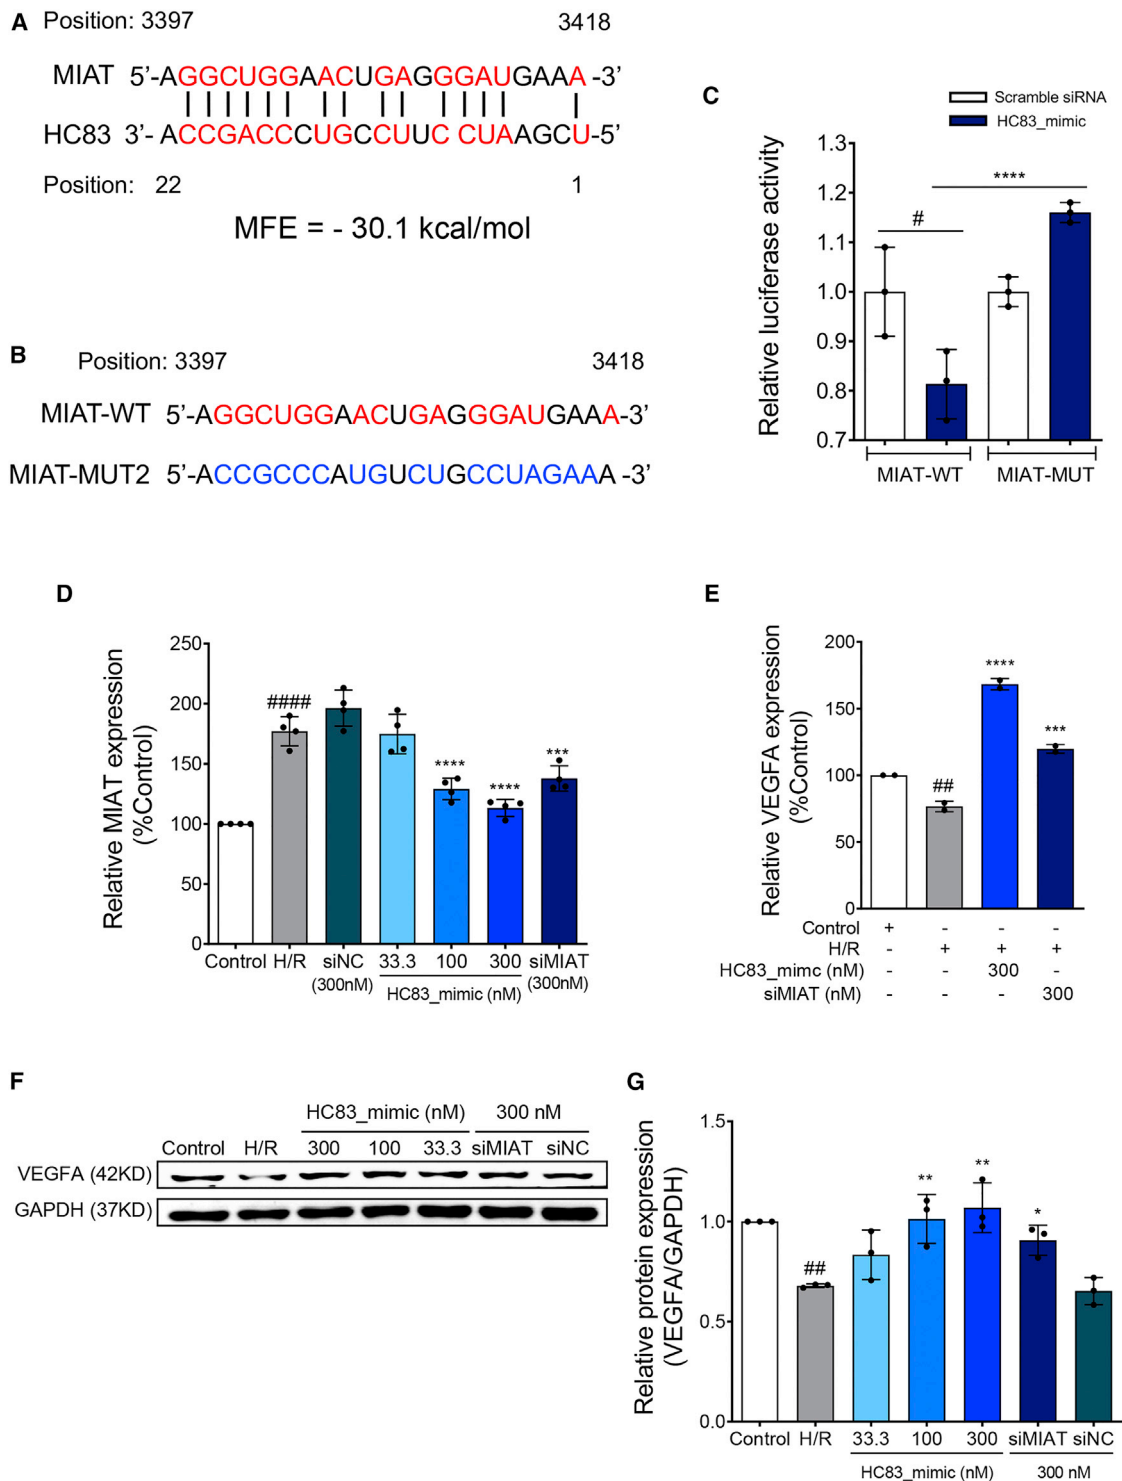 A Position: 3397 3418
MIAT 5’-AGGCUGGAACUGAGGGAUGAAA -3’
HC83 3’- ACCGACCCUGCCUUC CUAAGCU-5’
Position: 22 1
MFE = - 30.1 kcal/mol
B Position: 3397 3418
MIAT-WT 5’-AGGCUGGAACUGAGGGAUGAAA-3’
MIAT-MUT2 5’-ACCGCCCAUGUCUGCCUAGAAA -3’
C
Scramble siRNA
HC83_mimic
Relative luciferase activity
1.3
1.2
1.1
1.0
0.9
0.8
0.7
#
****
MIAT-WT MIAT-MUT
D
Relative MIAT expression
(%Control)
250
200
150
100
50
0
####
****
****
***
Control H/R siNC 33.3 100 300 siMIAT
(300nM) HC83_mimic (nM) (300nM)
E
Relative VEGFA expression
(%Control)
200
150
100
50
0
##
****
***
Control + - - -
H/R - + + +
HC83_mimc (nM) - - 300 -
siMIAT (nM) - - - 300
F
HC83_mimic (nM) 300 nM
Control H/R 300 100 33.3 siMIAT siNC
VEGFA (42KD)
GAPDH (37KD)
G
Relative protein expression
(VEGFA/GAPDH)
1.5
1.0
0.5
0.0
##
**
**
*
Control H/R 33.3 100 300 siMIAT siNC
HC83_mimic (nM) 300 nM